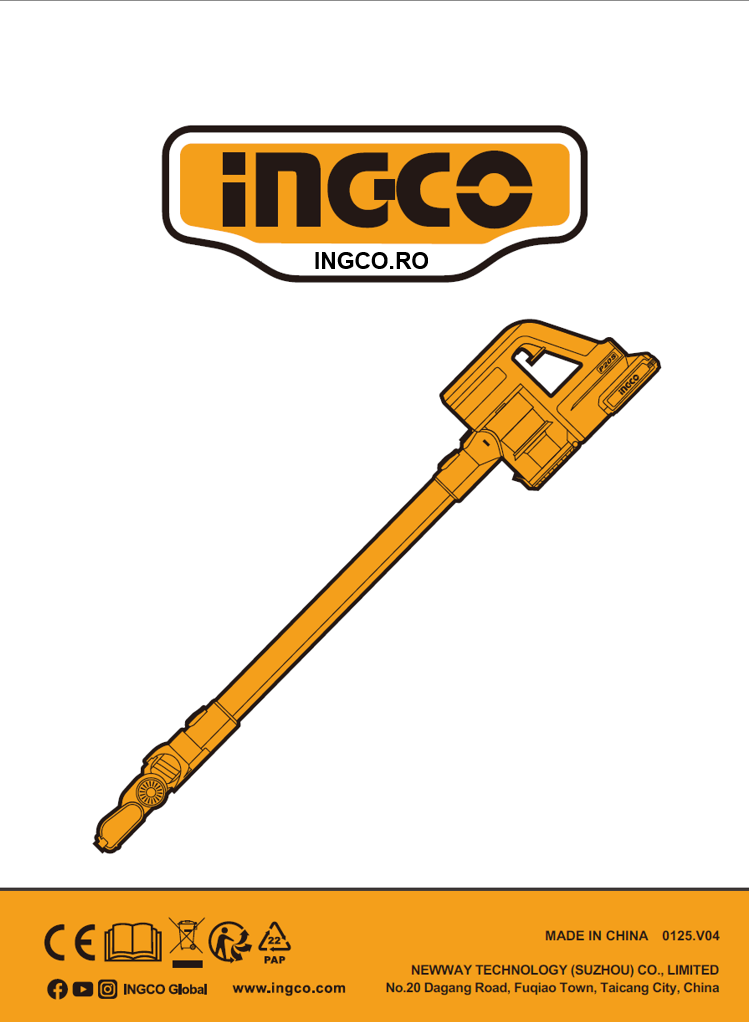 INGCO
INGCO.RO
P20S
INGCO
CE
22
PAP
MADE IN CHINA 0125.V04
NEWWAY TECHNOLOGY (SUZHOU) CO., LIMITED
INGCO Global www.ingco.com
No.20 Dagang Road, Fuqiao Town, Taicang City, China